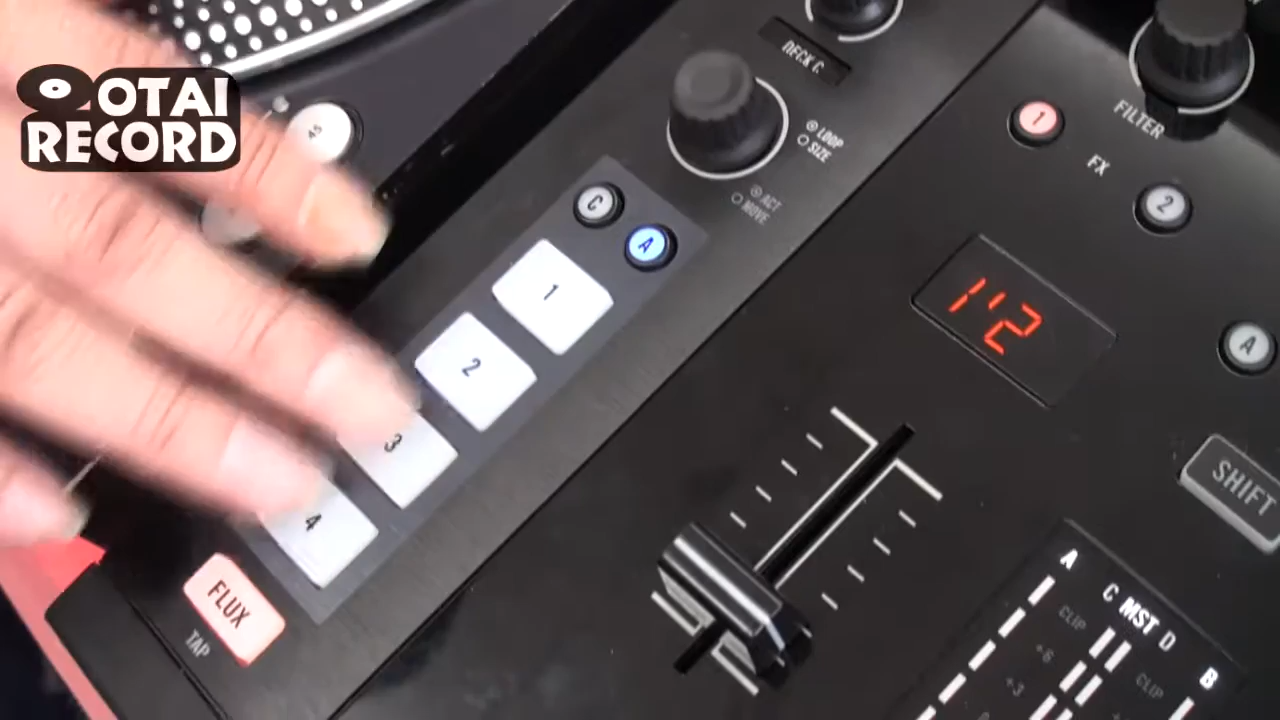 OTAI
RECORD
45
DECK C
LOOP
SIZE
ACT
MOVE
C
A
1
2
3
4
FLUX
TAP
FILTER
1
FX
2
1'2
A
SHIFT
A
C MST D
B
CLIP
+6
+3
CLIP